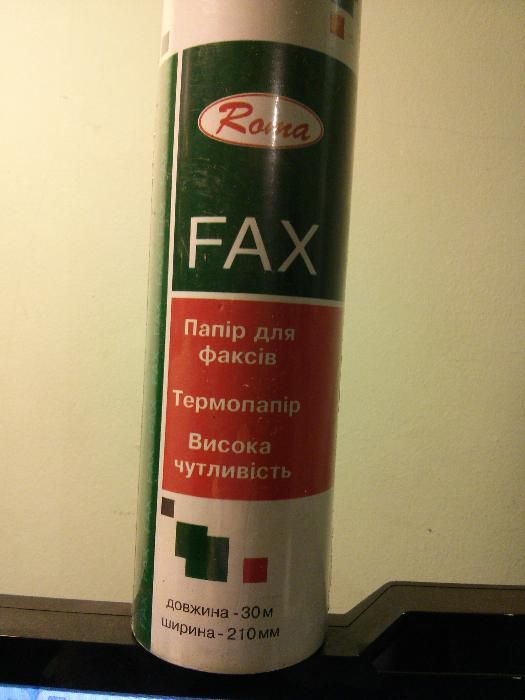 Roma
FAX
Папір для
факсів
Термопапір
Висока
чутливість
довжина - 30 м
ширина - 210 мм